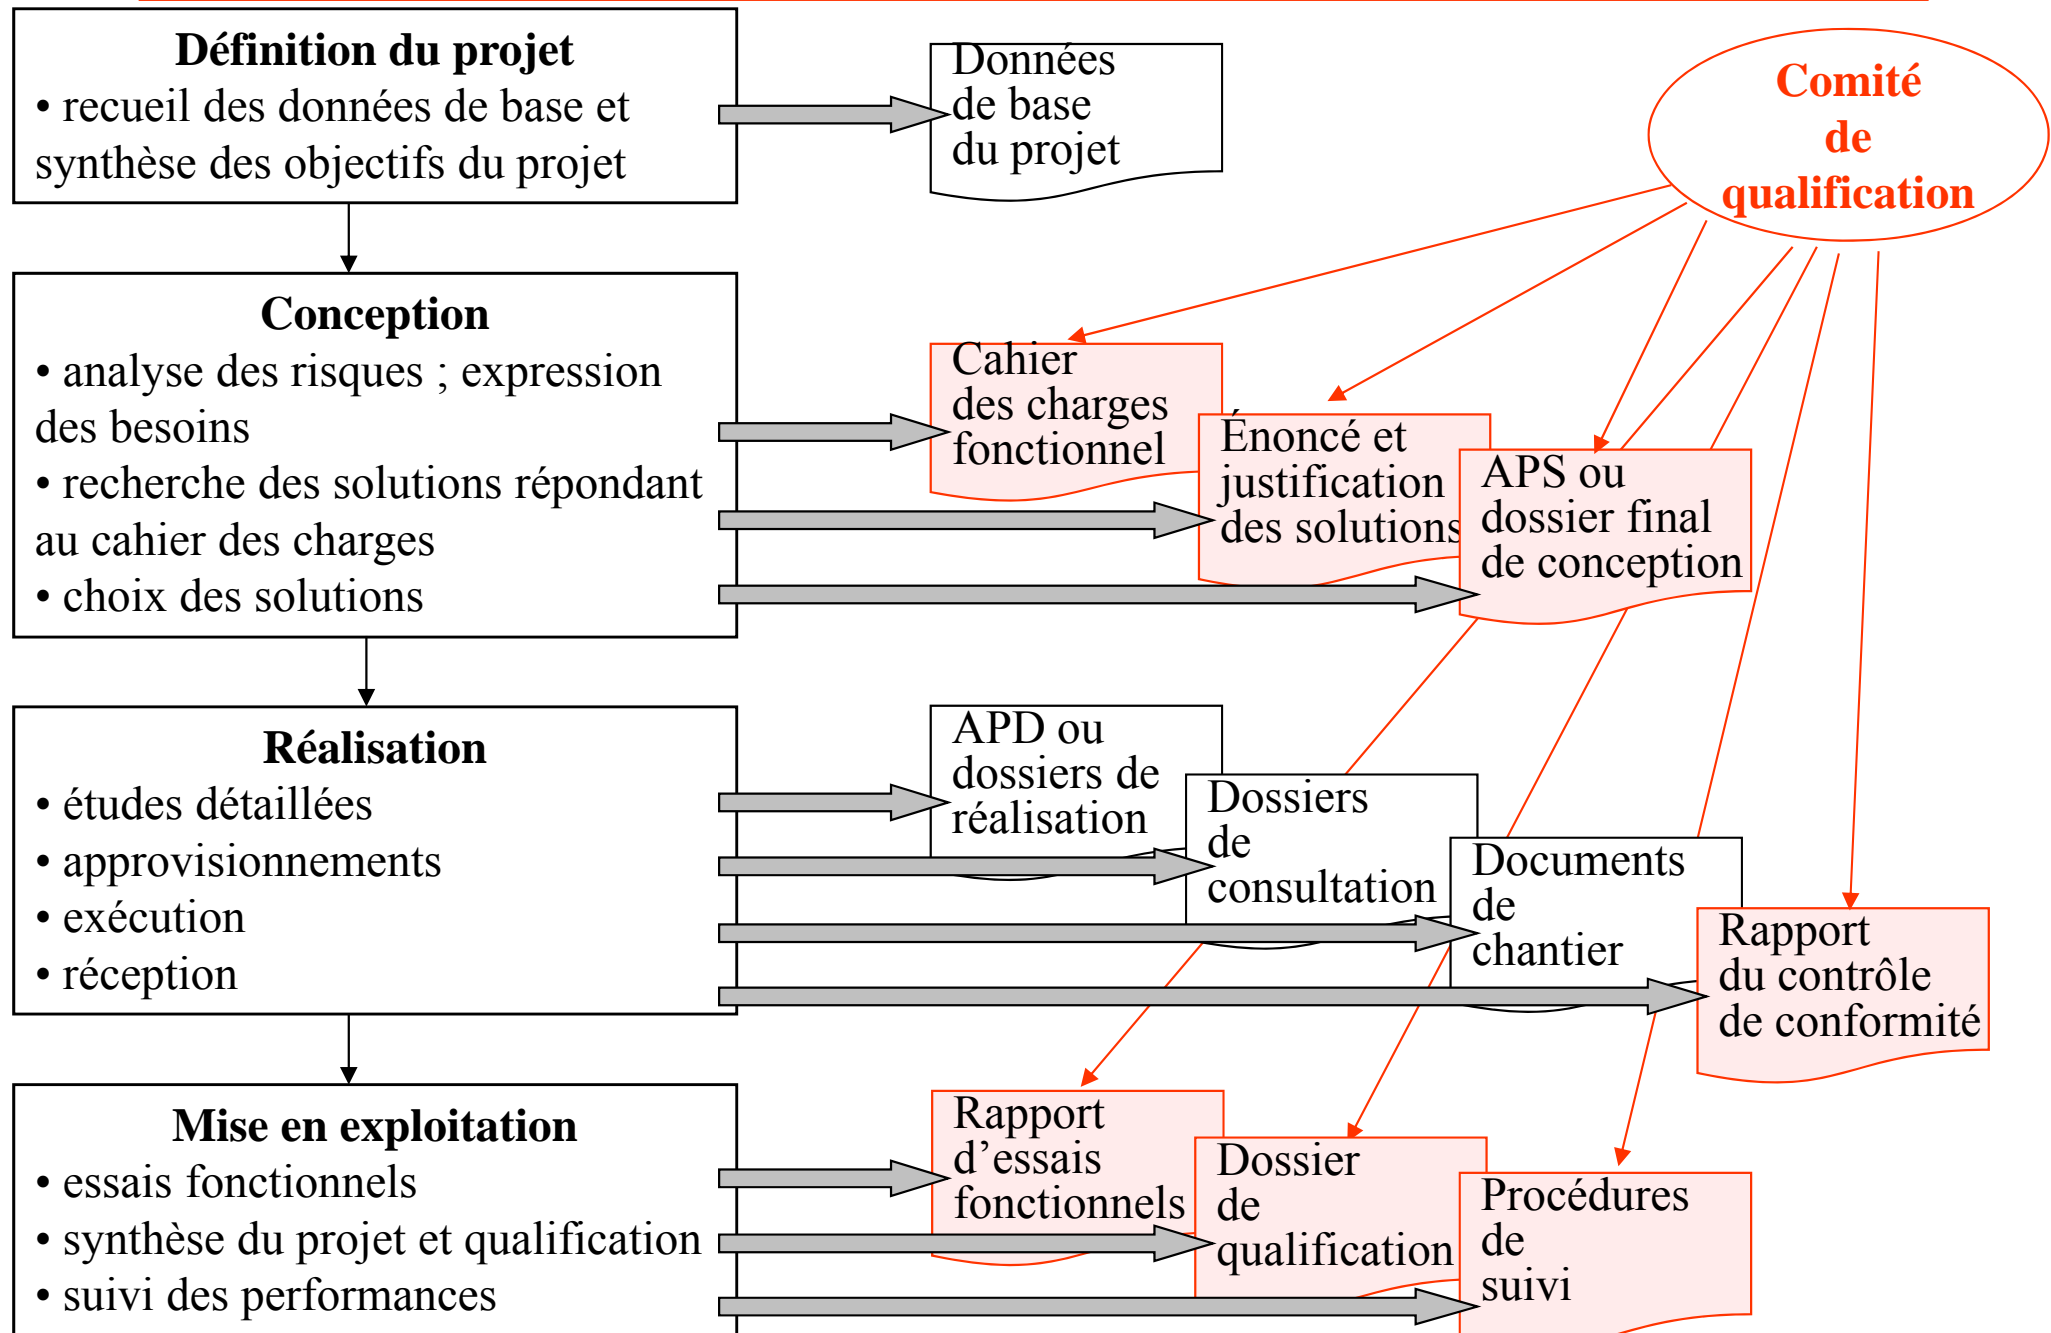 Définition du projet
• recueil des données de base et
synthèse des objectifs du projet
Données
de base
du projet
Comité
de
qualification
Conception
• analyse des risques ; expression
des besoins
• recherche des solutions répondant
au cahier des charges
• choix des solutions
Cahier
des charges
fonctionnel
Énoncé et
justification
des solutions
APS ou
dossier final
de conception
Réalisation
• études détaillées
• approvisionnements
• exécution
• réception
APD ou
dossiers de
réalisation
Dossiers
de
consultation
Documents
de
chantier
Rapport
du contrôle
de conformité
Mise en exploitation
• essais fonctionnels
• synthèse du projet et qualification
• suivi des performances
Rapport
d’essais
fonctionnels
Dossier
de
qualification
Procédures
de
suivi